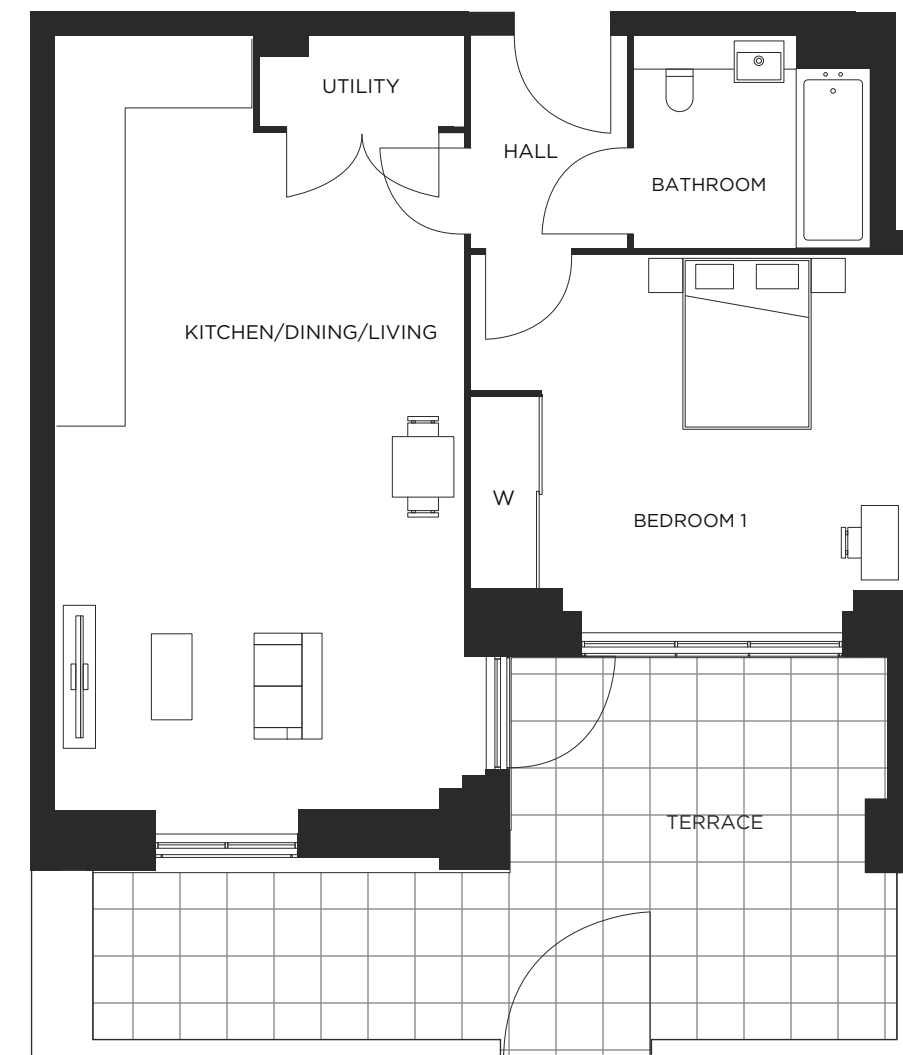 UTILITY
HALL
BATHROOM
KITCHEN/DINING/LIVING
W
BEDROOM 1
TERRACE